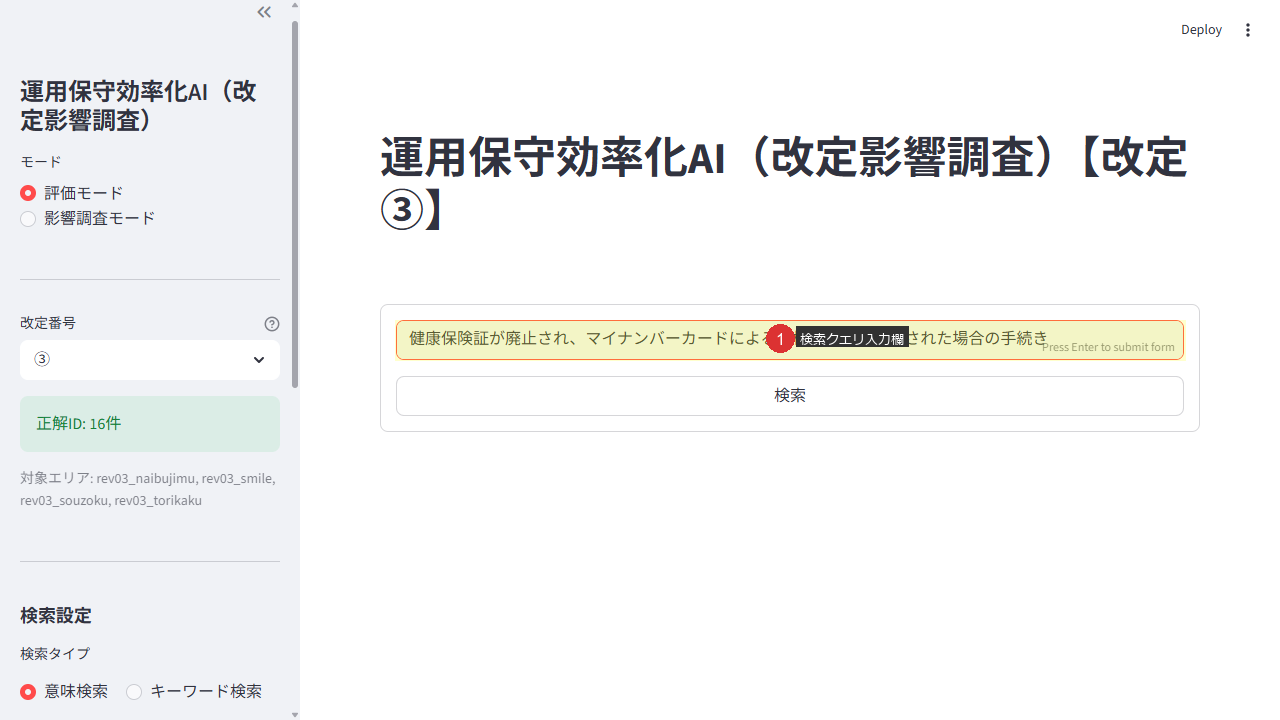 運用保守効率化AI（改
定影響調査）
モード
評価モード
影響調査モード
改定番号
③
正解ID: 16件
対象エリア: rev03_naibujimu, rev03_smile,
rev03_souzoku, rev03_torikaku
検索設定
検索タイプ
意味検索 キーワード検索
Deploy
運用保守効率化AI（改定影響調査）【改定
③】
健康保険証が廃止され、マイナンバーカードによる
1 検索クエリ入力欄
された場合の手続き
Press Enter to submit form
検索